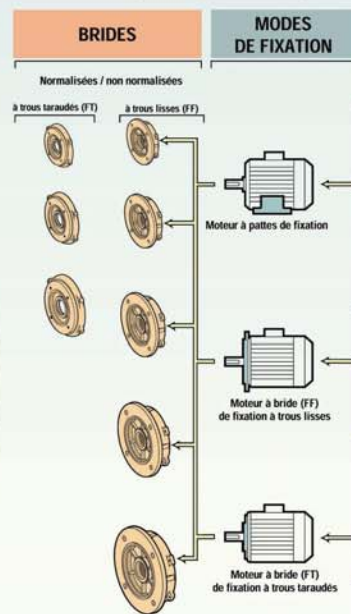 BRIDES
MODES
DE FIXATION
Normalisées / non normalisées
à trous taraudés (FT)
à trous lisses (FF)
Moteur à pattes de fixation
Moteur à bride (FF)
de fixation à trous lisses
Moteur à bride (FT)
de fixation à trous taraudés